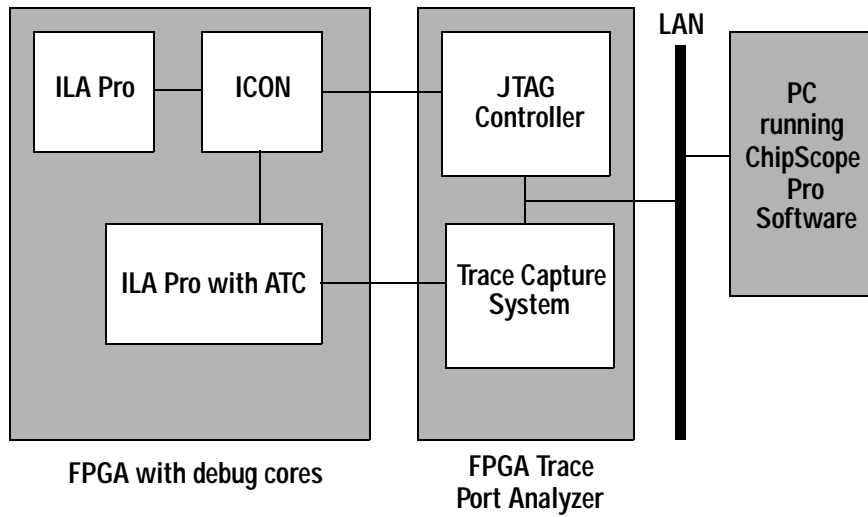 LAN
ILA Pro
ICON
JTAG
Controller
PC
running
ChipScope
Pro
Software
ILA Pro with ATC
Trace Capture
System
FPGA with debug cores
FPGA Trace
Port Analyzer